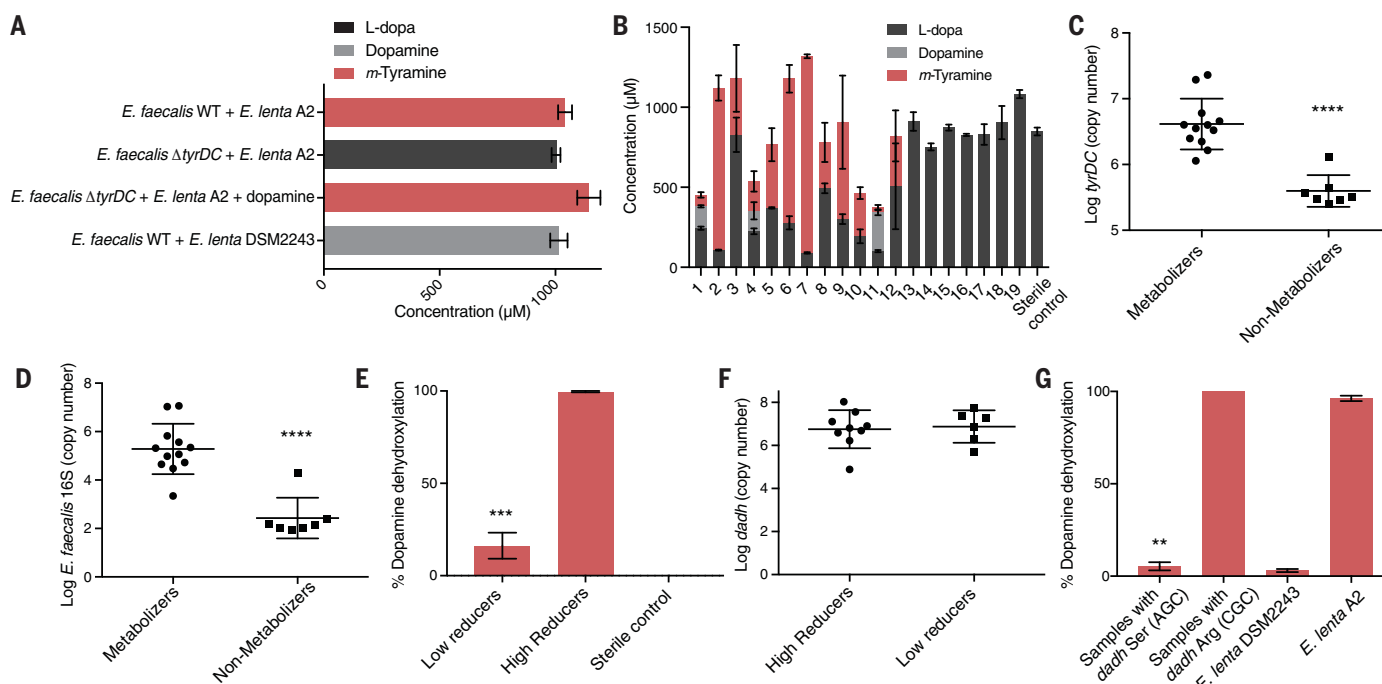 A
L-dopa
Dopamine
m-Tyramine
E. faecalis WT + E. lenta A2
E. faecalis ΔtyrDC + E. lenta A2
E. faecalis ΔtyrDC + E. lenta A2 + dopamine
E. faecalis WT + E. lenta DSM2243
0
500
1000
Concentration (µM)
B
L-dopa
Dopamine
m-Tyramine
Concentration (µM)
1500
1000
500
0
1 2 3 4 5 6 7 8 9 10 11 12 13 14 15 16 17 18 19
Sterile control
C
Log tyrDC (copy number)
8
7
6
5
****
Metabolizers
Non-Metabolizers
D
Log E. faecalis 16S (copy number)
8
6
4
2
0
****
Metabolizers
Non-Metabolizers
E
% Dopamine dehydroxylation
100
50
0
***
Low reducers
High Reducers
Sterile control
F
Log dadh (copy number)
8
6
4
2
0
High Reducers
Low reducers
G
% Dopamine dehydroxylation
100
50
0
**
Samples with
dadh Ser (AGC)
Samples with
dadh Arg (CGC)
E. lenta DSM2243
E. lenta A2